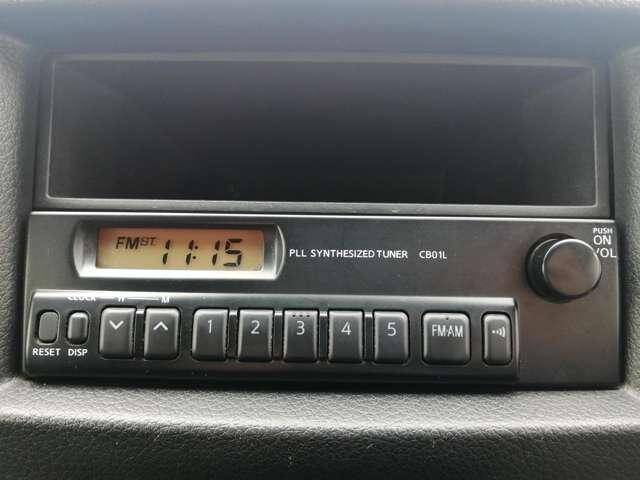 PUSH
ON
VOL
FM ST. 11:15
PLL SYNTHESIZED TUNER CB01L
CLOCK H M
1 2 3 4 5 FM·AM
RESET DISP